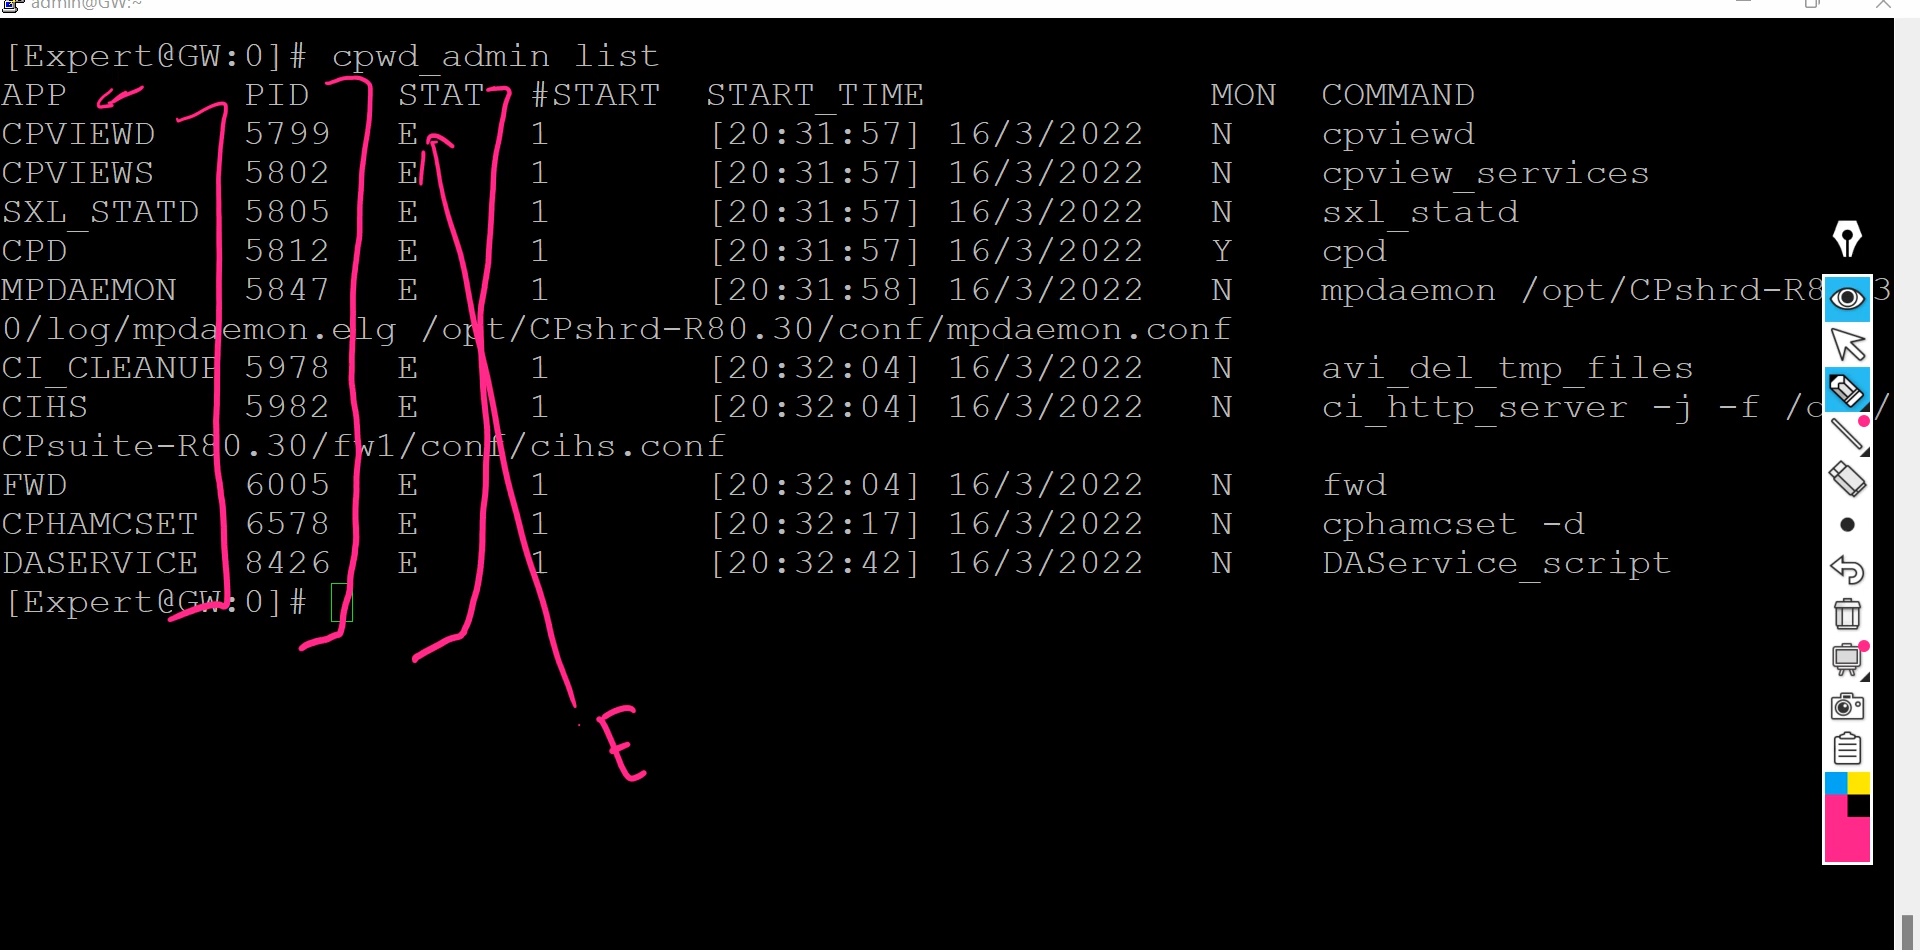 admin@GW:~
[Expert@GW:0]# cpwd_admin list
APP PID STAT #START START_TIME MON COMMAND
CPVIEWD 5799 E 1 [20:31:57] 16/3/2022 N cpviewd
CPVIEWS 5802 E 1 [20:31:57] 16/3/2022 N cpview_services
SXL_STATD 5805 E 1 [20:31:57] 16/3/2022 N sxl_statd
CPD 5812 E 1 [20:31:57] 16/3/2022 Y cpd
MPDAEMON 5847 E 1 [20:31:58] 16/3/2022 N mpdaemon
0/log/mpdaemon.elg /opt/CPshrd-R80.30/conf/mpdaemon.conf
CI_CLEANUP 5978 E 1 [20:32:04] 16/3/2022 N avi_del_tmp_files
CIHS 5982 E 1 [20:32:04] 16/3/2022 N ci_http_server -j -f
CPsuite-R80.30/fw1/conf/cihs.conf
FWD 6005 E 1 [20:32:04] 16/3/2022 N fwd
CPHAMCSET 6578 E 1 [20:32:17] 16/3/2022 N cphamcset -d
DASERVICE 8426 E 1 [20:32:42] 16/3/2022 N DAService_script
[Expert@GW:0]#
E